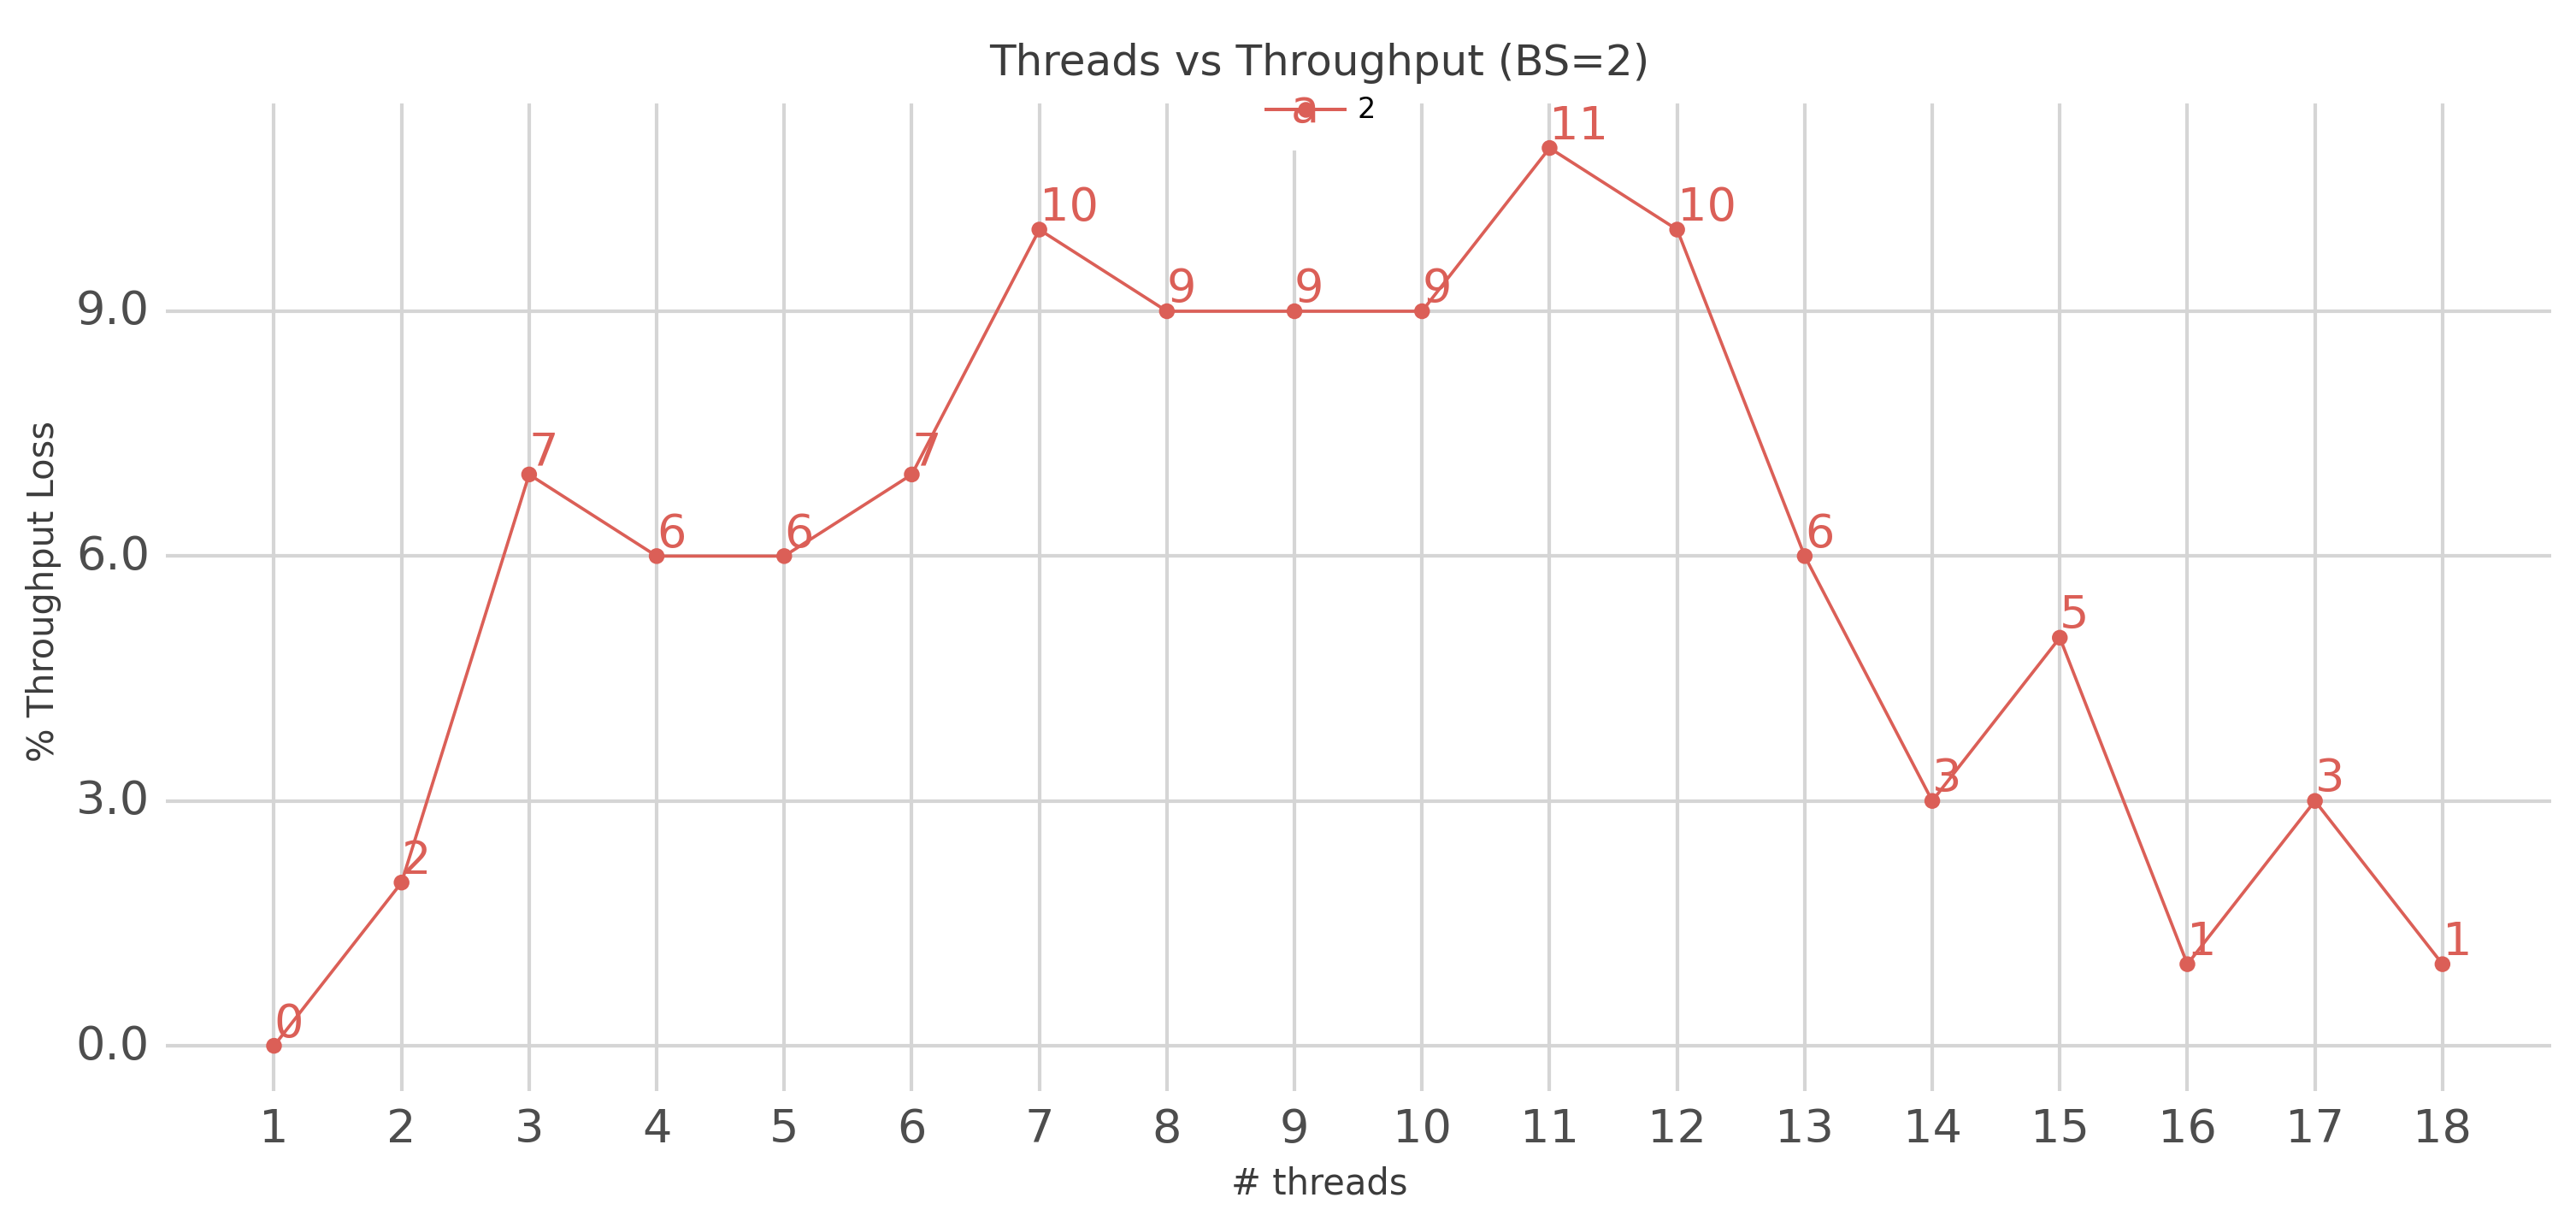 Threads vs Throughput (BS=2)
a 2
11
10 10
9 9 9
9.0
7 7
6 6 6
6.0
5
3 3
3.0
2
1 1
0
0.0
% Throughput Loss
1 2 3 4 5 6 7 8 9 10 11 12 13 14 15 16 17 18
# threads